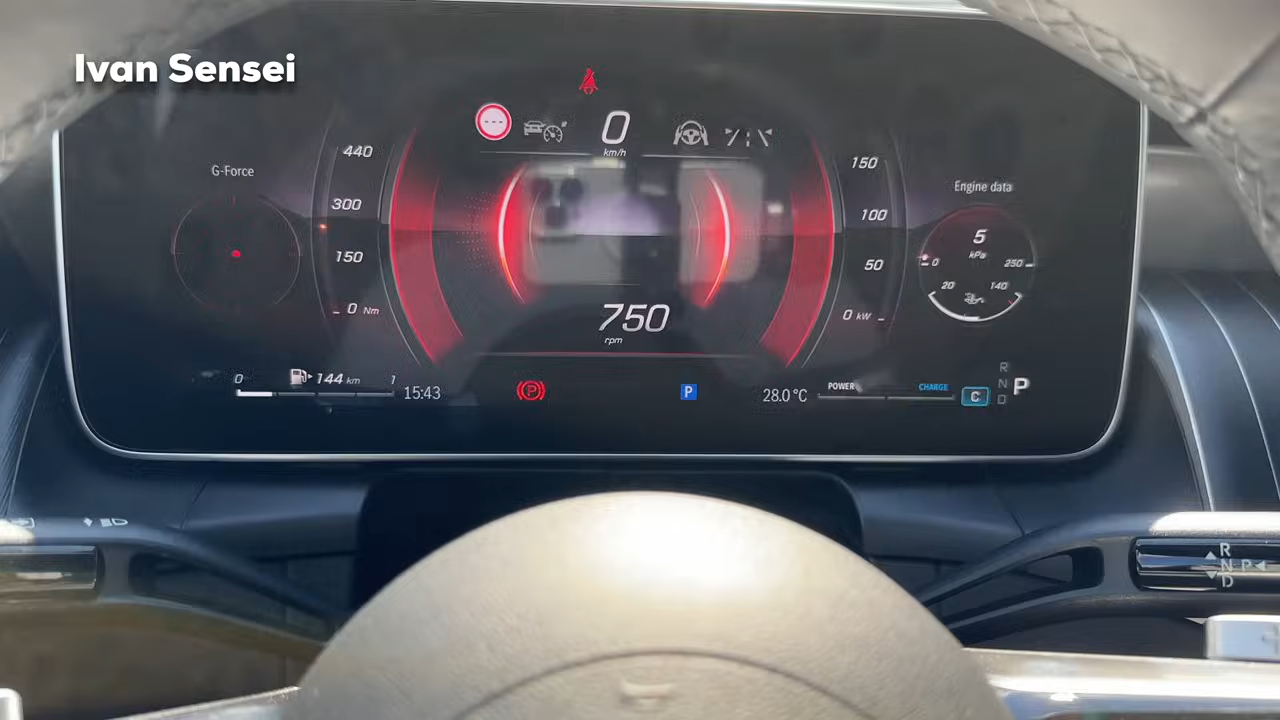 Ivan Sensei
0
km/h
G-Force
440
300
150
0 Nm
150
100
50
0 kW
Engine data
5
kPa
0
250
20
140
750
rpm
0
144 km
1
15:43
P
P
28.0 °C
POWER
CHARGE
C
R
N
D
P
R
N P
D